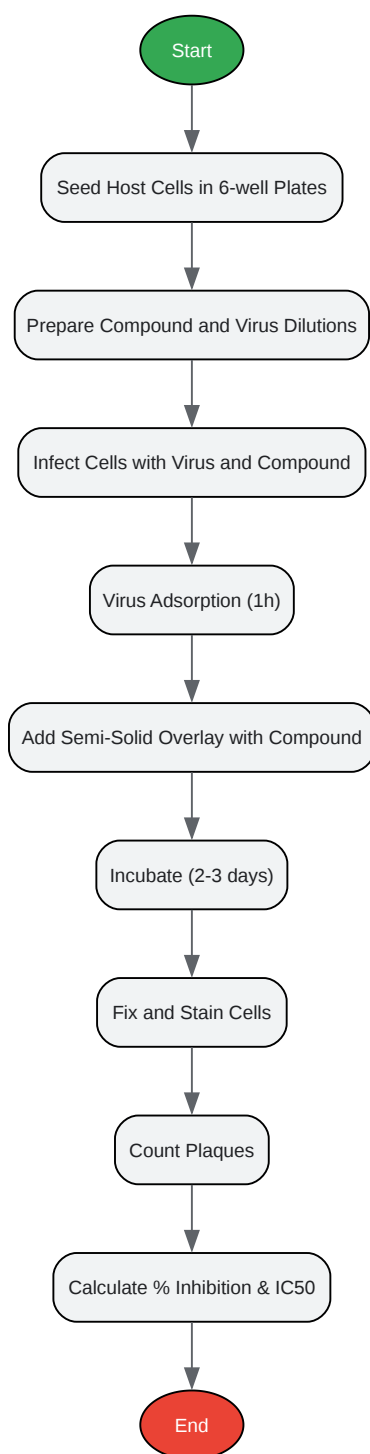 Start
Seed Host Cells in 6-well Plates
Prepare Compound and Virus Dilutions
Infect Cells with Virus and Compound
Virus Adsorption (1h)
Add Semi-Solid Overlay with Compound
Incubate (2-3 days)
Fix and Stain Cells
Count Plaques
Calculate % Inhibition & IC50
End